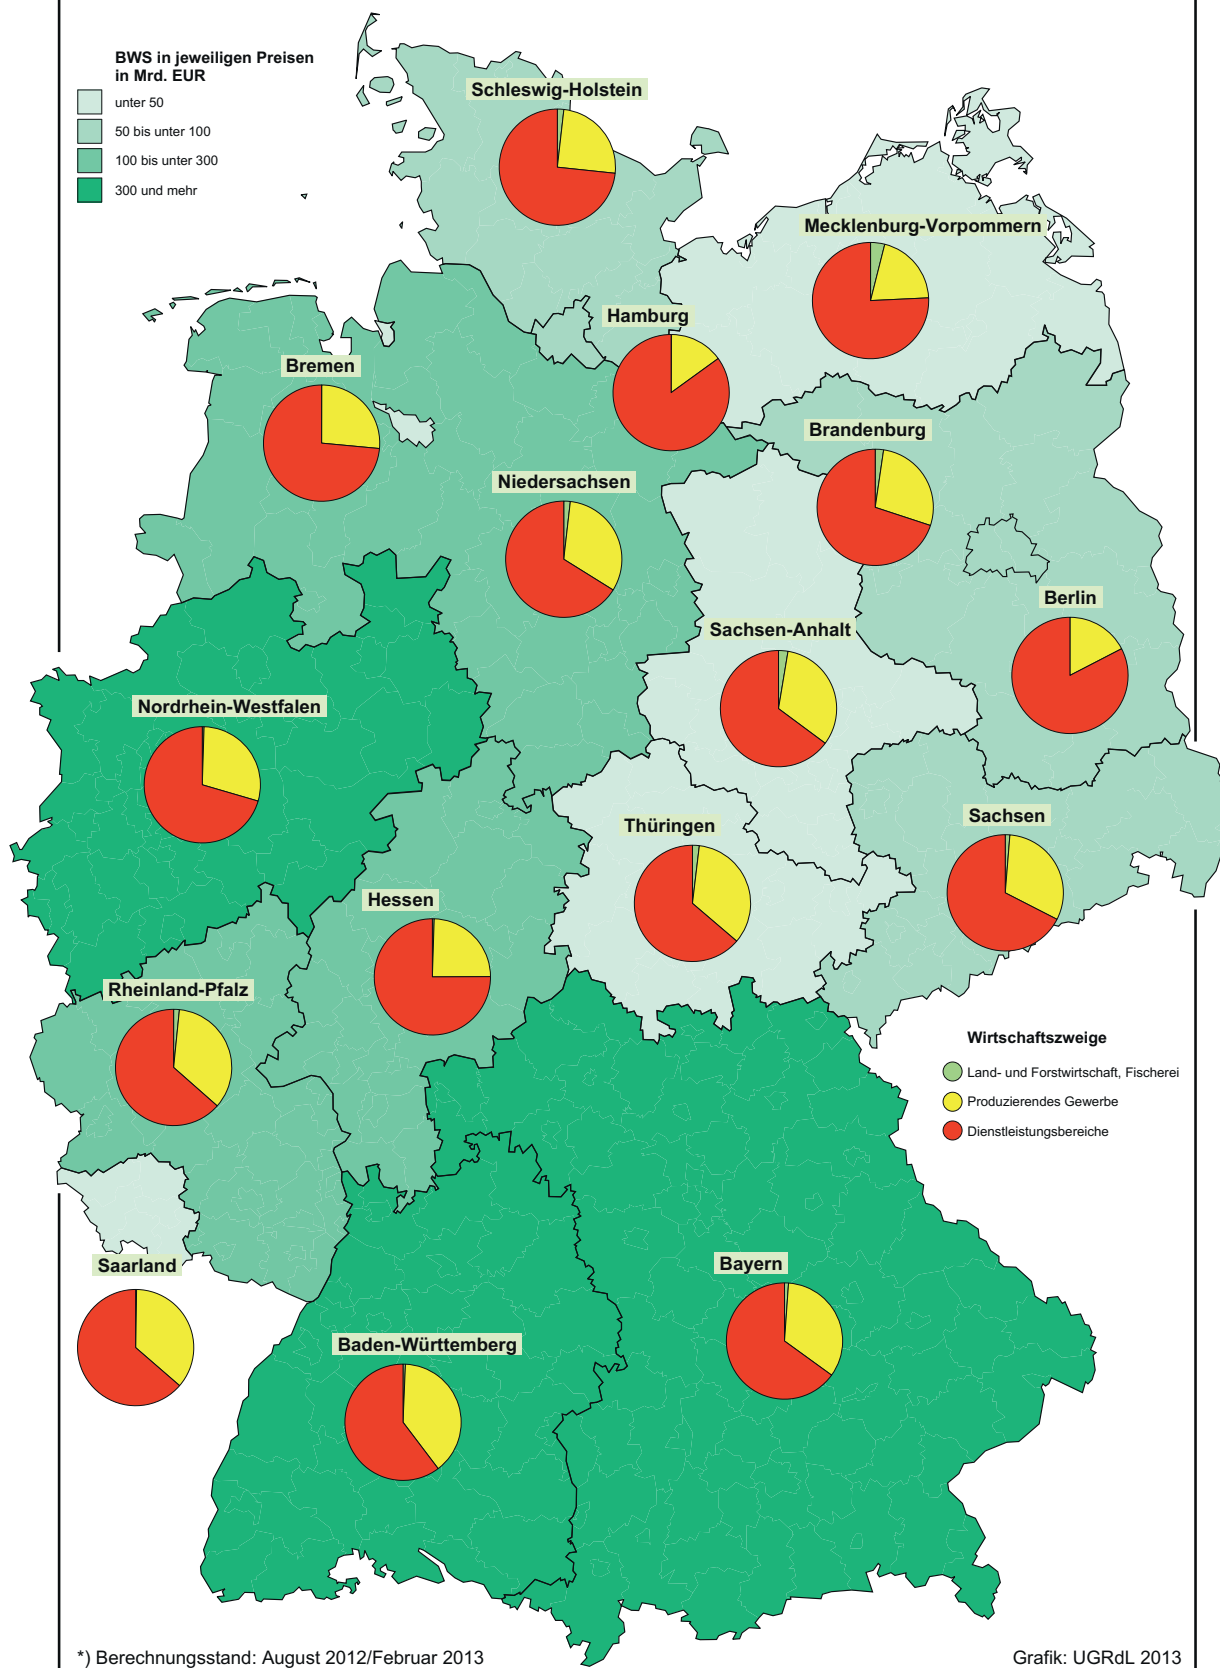 BWS in jeweiligen Preisen
in Mrd. EUR
unter 50
50 bis unter 100
100 bis unter 300
300 und mehr
Schleswig-Holstein
Mecklenburg-Vorpommern
Hamburg
Bremen
Brandenburg
Niedersachsen
Berlin
Sachsen-Anhalt
Nordrhein-Westfalen
Sachsen
Thüringen
Hessen
Rheinland-Pfalz
Wirtschaftszweige
Land- und Forstwirtschaft, Fischerei
Produzierendes Gewerbe
Dienstleistungsbereiche
Saarland
Bayern
Baden-Württemberg
*) Berechnungsstand: August 2012/Februar 2013
Grafik: UGRdL 2013